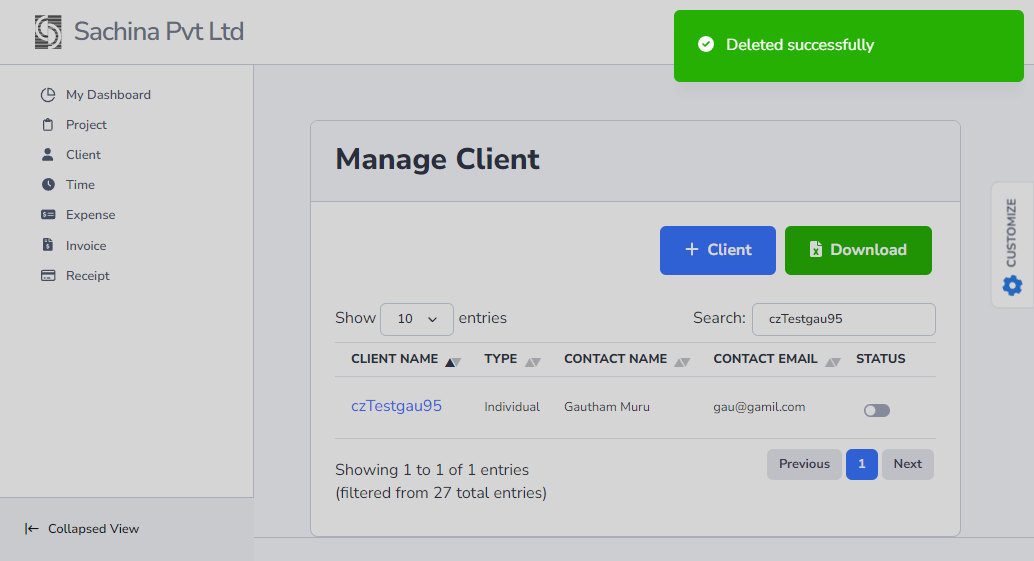 Sachina Pvt Ltd
Deleted successfully
My Dashboard
Project
Client
Time
Expense
Invoice
Receipt
Collapsed View
Manage Client
+ Client
Download
Show 10 entries
Search: czTestgau95
CLIENT NAME TYPE CONTACT NAME CONTACT EMAIL STATUS
czTestgau95 Individual Gautham Muru gau@gamil.com
Showing 1 to 1 of 1 entries
(filtered from 27 total entries)
Previous 1 Next
CUSTOMIZE